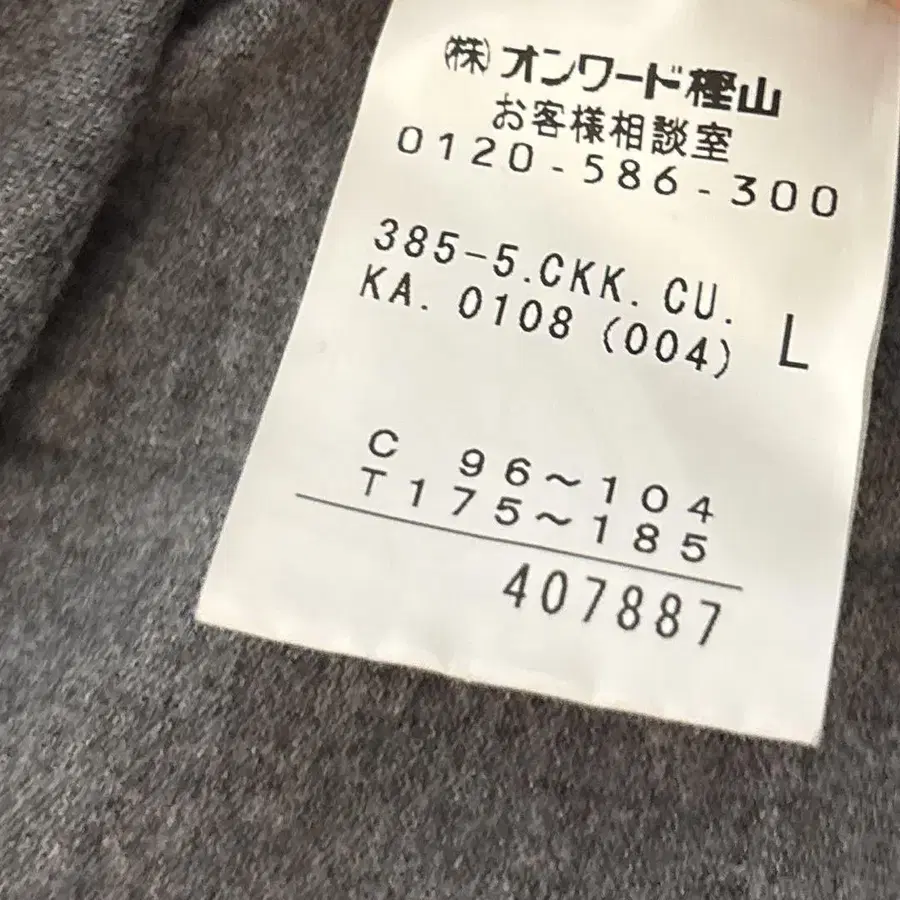 ㈱オンワード樫山
お客様相談室
0120-586-300
385-5.CKK.CU.
KA.0108(004) L
C 96~104
T175~185
407887